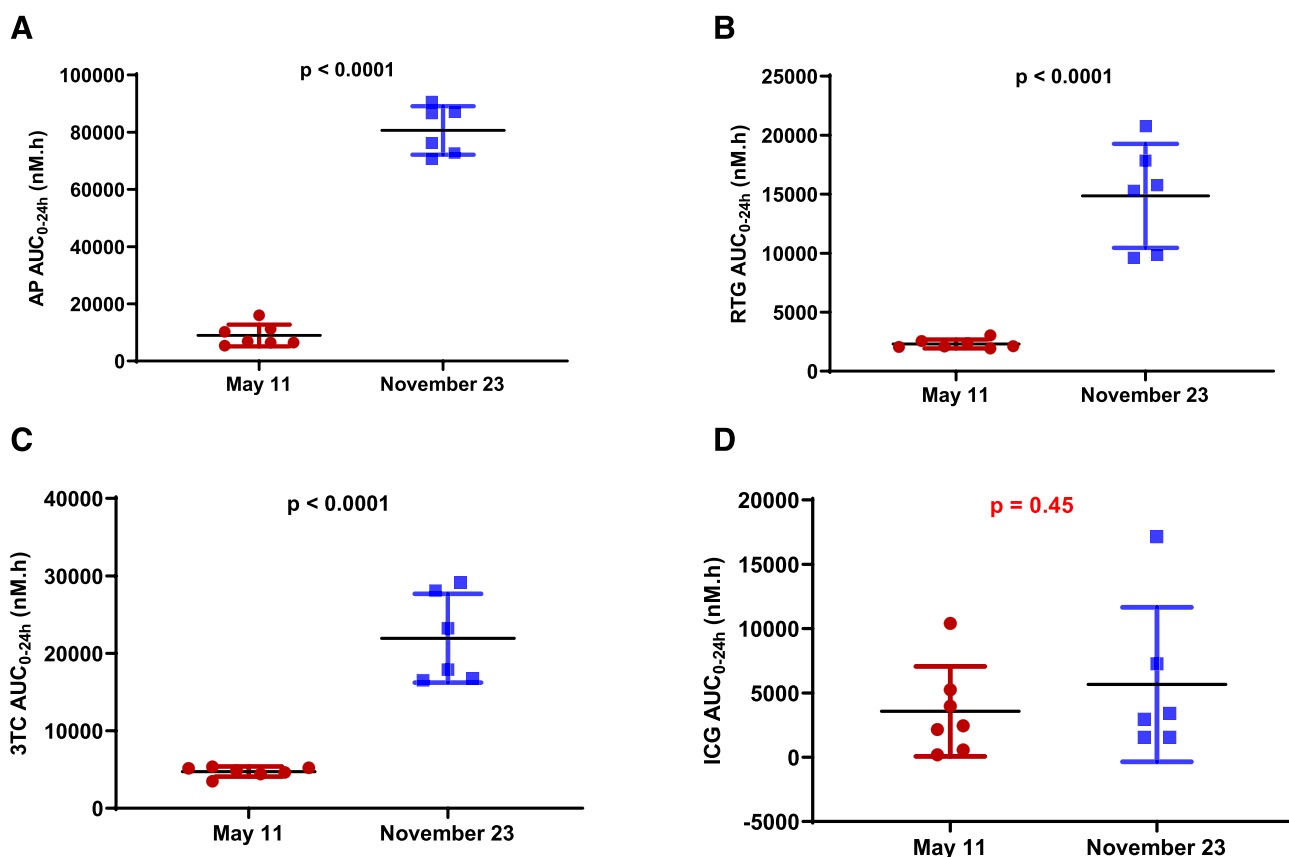 A
p < 0.0001
AP AUC0-24h (nM.h)
100000
80000
60000
40000
20000
0
May 11
November 23
B
p < 0.0001
RTG AUC0-24h (nM.h)
25000
20000
15000
10000
5000
0
May 11
November 23
C
p < 0.0001
3TC AUC0-24h (nM.h)
40000
30000
20000
10000
0
May 11
November 23
D
p = 0.45
ICG AUC0-24h (nM.h)
20000
15000
10000
5000
0
-5000
May 11
November 23